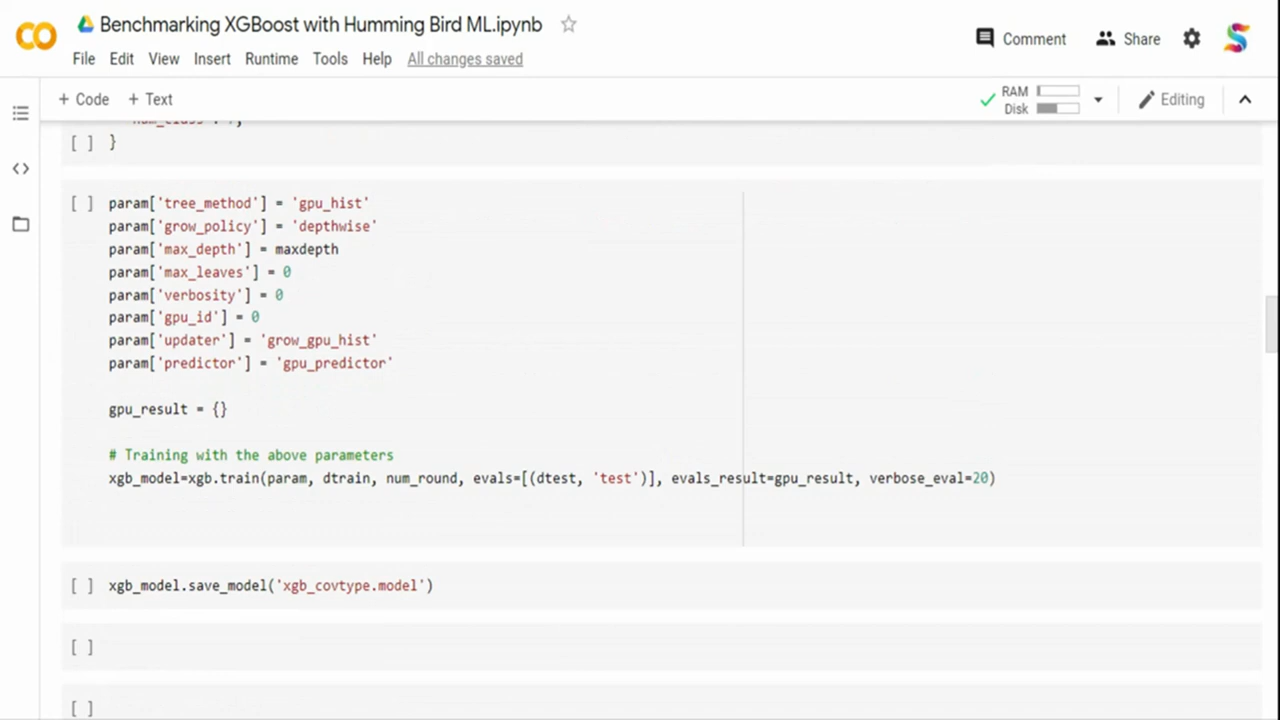 Benchmarking XGBoost with Humming Bird ML.ipynb
File Edit View Insert Runtime Tools Help All changes saved
Comment Share
+ Code + Text
RAM
Disk
Editing
[ ] }
[ ] param['tree_method'] = 'gpu_hist'
param['grow_policy'] = 'depthwise'
param['max_depth'] = maxdepth
param['max_leaves'] = 0
param['verbosity'] = 0
param['gpu_id'] = 0
param['updater'] = 'grow_gpu_hist'
param['predictor'] = 'gpu_predictor'
gpu_result = {}
# Training with the above parameters
xgb_model=xgb.train(param, dtrain, num_round, evals=[(dtest, 'test')], evals_result=gpu_result, verbose_eval=20)
[ ] xgb_model.save_model('xgb_covtype.model')
[ ]
[ ]